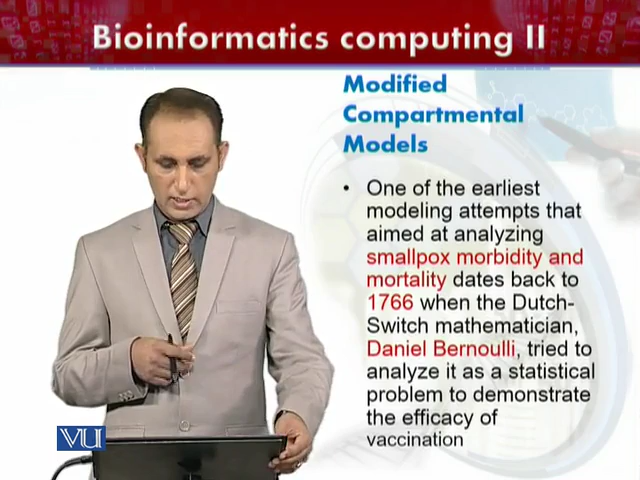 Bioinformatics computing II
Modified
Compartmental
Models
• One of the earliest
modeling attempts that
aimed at analyzing
smallpox morbidity and
mortality dates back to
1766 when the Dutch-
Switch mathematician,
Daniel Bernoulli, tried to
analyze it as a statistical
problem to demonstrate
the efficacy of
vaccination
VU